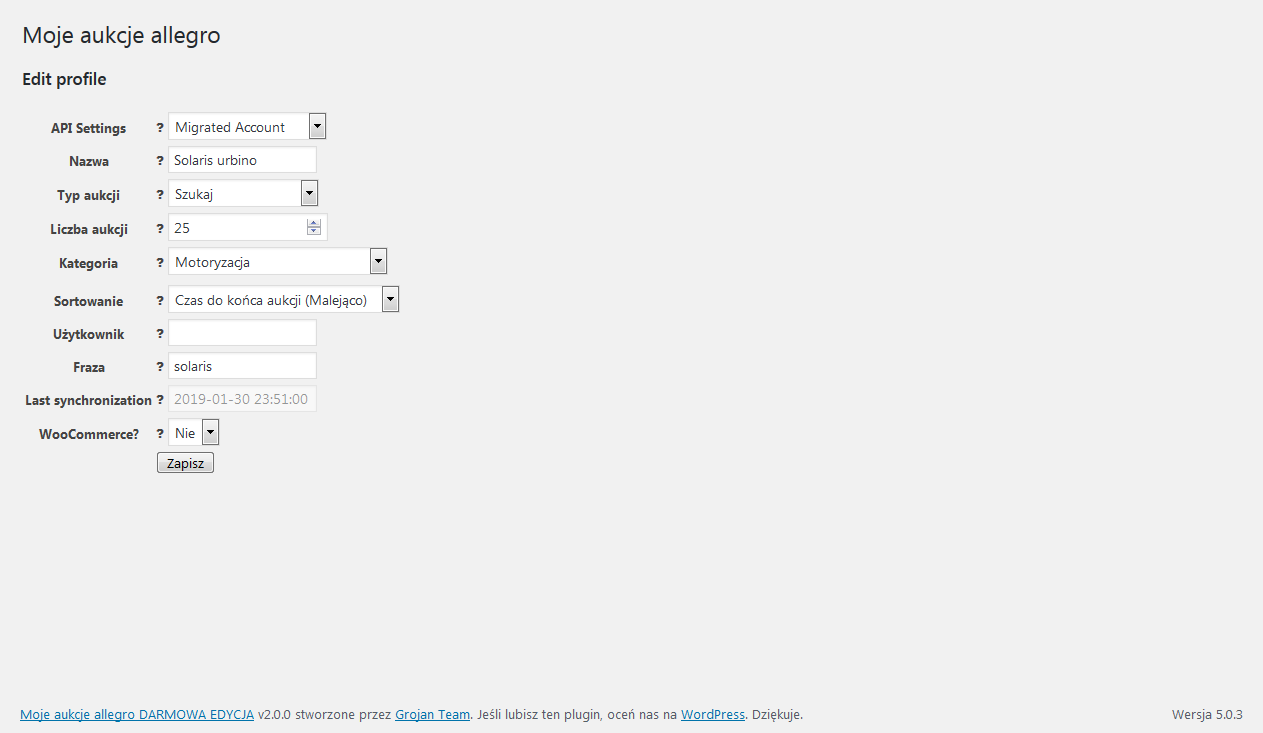 Moje aukcje allegro
Edit profile
API Settings ? Migrated Account
Nazwa ? Solaris urbino
Typ aukcji ? Szukaj
Liczba aukcji ? 25
Kategoria ? Motoryzacja
Sortowanie ? Czas do końca aukcji (Malejąco)
Użytkownik ?
Fraza ? solaris
Last synchronization ? 2019-01-30 23:51:00
WooCommerce? ? Nie
Zapisz
Moje aukcje allegro DARMOWA EDYCJA v2.0.0 stworzone przez Grojan Team. Jeśli lubisz ten plugin, oceń nas na WordPress. Dziękuje. Wersja 5.0.3